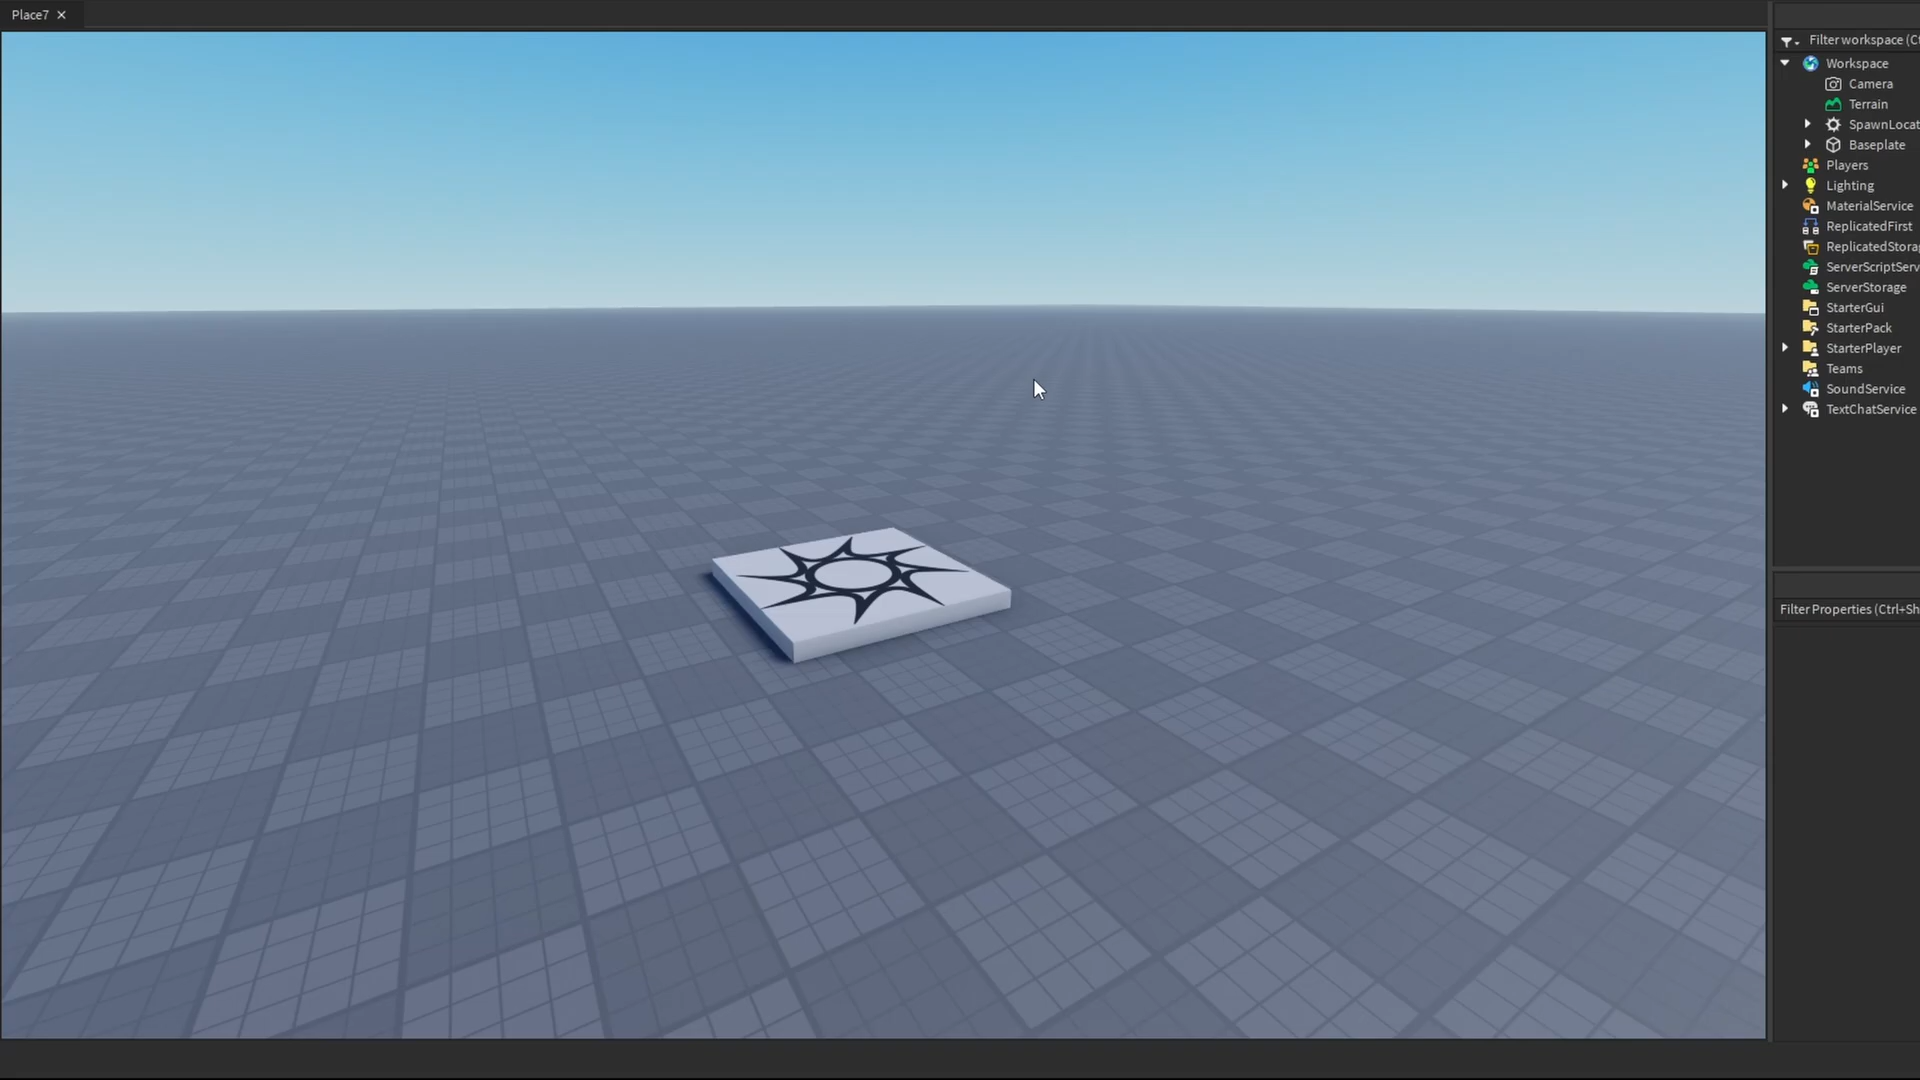 Place7
Filter workspace (Ct
Workspace
Camera
Terrain
SpawnLocat
Baseplate
Players
Lighting
MaterialService
ReplicatedFirst
ReplicatedStora
ServerScriptServ
ServerStorage
StarterGui
StarterPack
StarterPlayer
Teams
SoundService
TextChatService
Filter Properties (Ctrl+Sh